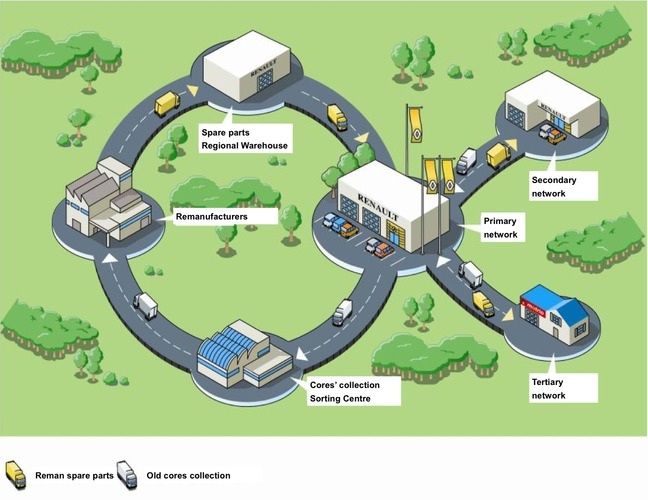 RENAULT
Spare parts
Regional Warehouse
RENAULT
Secondary
network
Remanufacturers
RENAULT
Primary
network
Cores' collection
Sorting Centre
Tertiary
network
Reman spare parts
Old cores collection